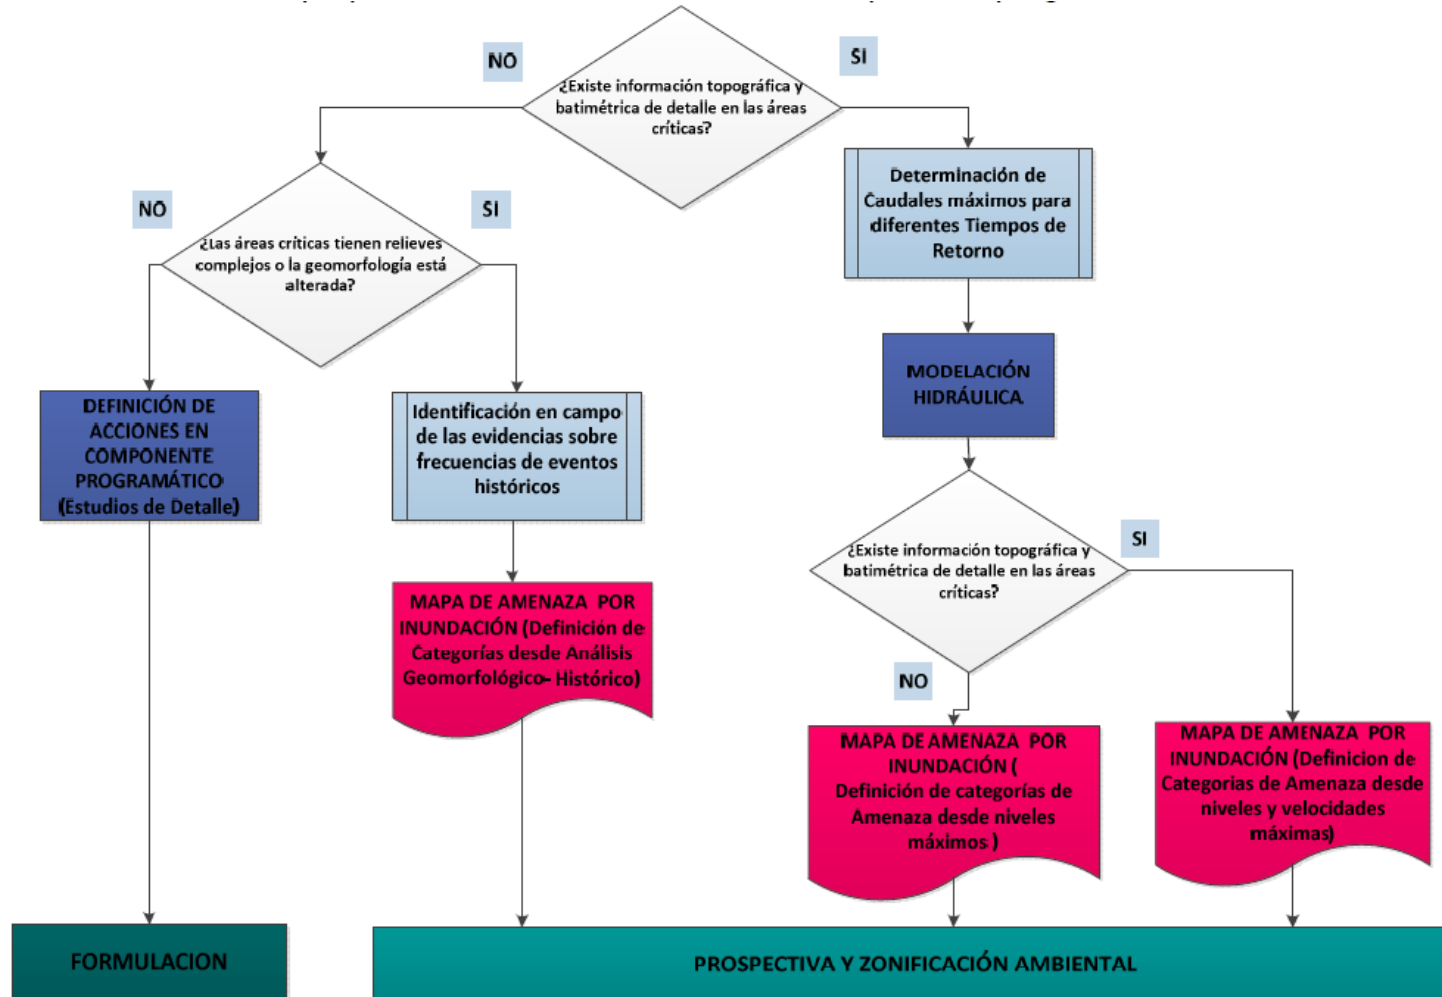 NO
SI
¿Existe información topográfica y
batimétrica de detalle en las áreas
críticas?
Determinación de
Caudales máximos para
diferentes Tiempos de
Retorno
NO
SI
¿Las áreas críticas tienen relieves
complejos o la geomorfología está
alterada?
MODELACIÓN
HIDRÁULICA
DEFINICIÓN DE
ACCIONES EN
COMPONENTE
PROGRAMÁTICO
(Estudios de Detalle)
Identificación en campo
de las evidencias sobre
frecuencias de eventos
históricos
¿Existe información topográfica y
batimétrica de detalle en las áreas
críticas?
SI
NO
MAPA DE AMENAZA POR
INUNDACIÓN (Definición de
Categorías desde Análisis
Geomorfológico- Histórico)
MAPA DE AMENAZA POR
INUNDACIÓN (
Definición de categorías de
Amenaza desde niveles
máximos )
MAPA DE AMENAZA POR
INUNDACIÓN (Definicion de
Categorias de Amenaza desde
niveles y velocidades
máximas)
FORMULACION
PROSPECTIVA Y ZONIFICACIÓN AMBIENTAL